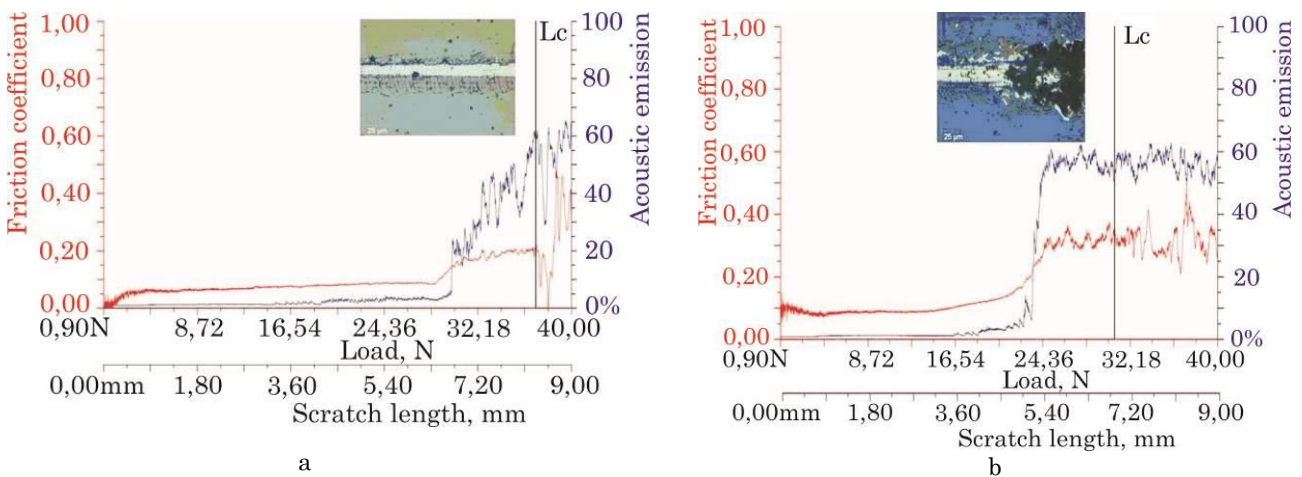 Friction coefficient
1,00
0,80
0,60
0,40
0,20
0,00
Lc
25 µm
100
80
60
40
20
0%
Acoustic emission
0,90N 8,72 16,54 24,36 32,18 40,00
Load, N
0,00mm 1,80 3,60 5,40 7,20 9,00
Scratch length, mm
a
Friction coefficient
1,00
0,80
0,60
0,40
0,20
0,00
Lc
25 µm
100
80
60
40
20
0%
Acoustic emission
0,90N 8,72 16,54 24,36 32,18 40,00
Load, N
0,00mm 1,80 3,60 5,40 7,20 9,00
Scratch length, mm
b